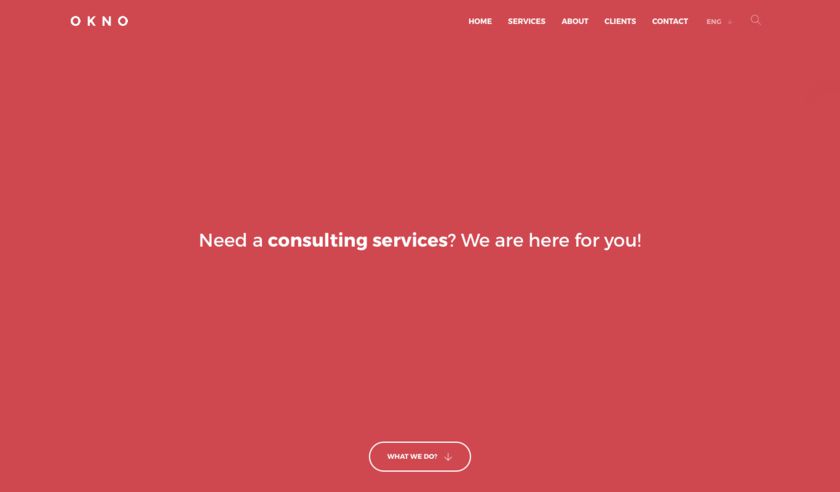 OKNO
HOME SERVICES ABOUT CLIENTS CONTACT ENG
Need a consulting services? We are here for you!
WHAT WE DO?